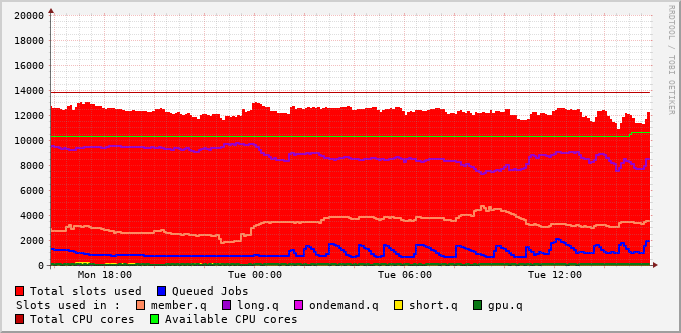 20000
18000
16000
14000
12000
10000
8000
6000
4000
2000
0
Mon 18:00 Tue 00:00 Tue 06:00 Tue 12:00
RRDTOOL / TOBI OETIKER
Total slots used Queued Jobs
Slots used in : member.q long.q ondemand.q short.q gpu.q
Total CPU cores Available CPU cores